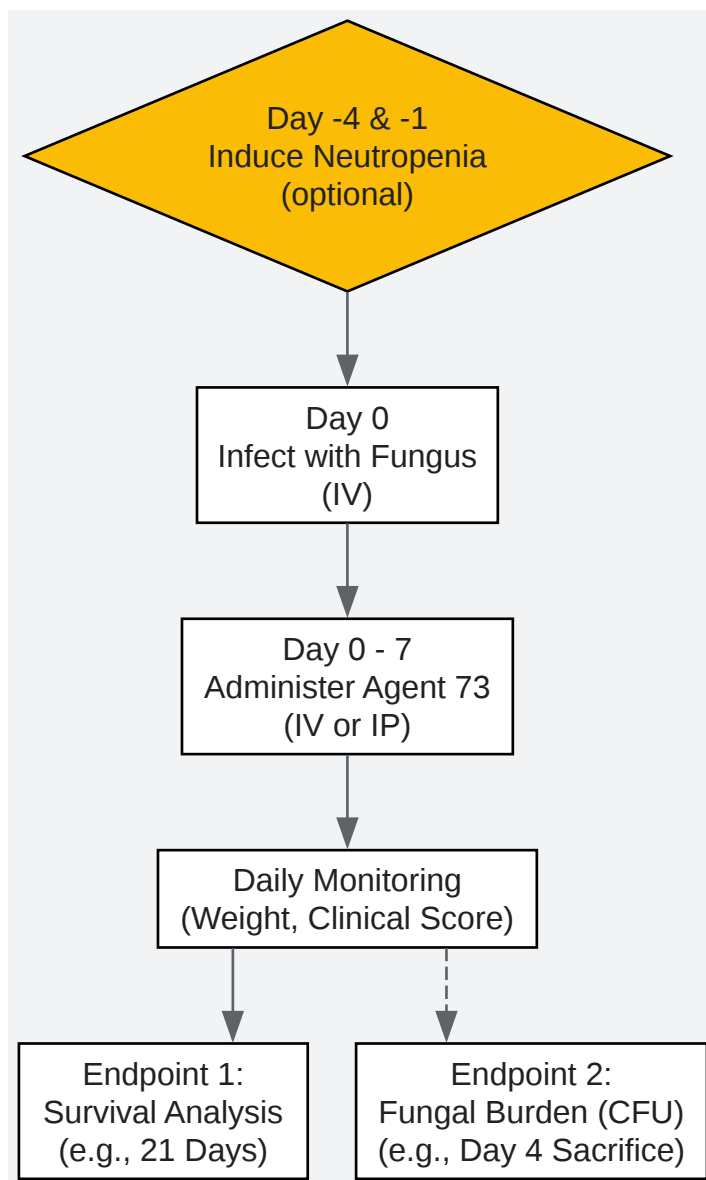 Day -4 & -1
Induce Neutropenia
(optional)
Day 0
Infect with Fungus
(IV)
Day 0 - 7
Administer Agent 73
(IV or IP)
Daily Monitoring
(Weight, Clinical Score)
Endpoint 1:
Survival Analysis
(e.g., 21 Days)
Endpoint 2:
Fungal Burden (CFU)
(e.g., Day 4 Sacrifice)